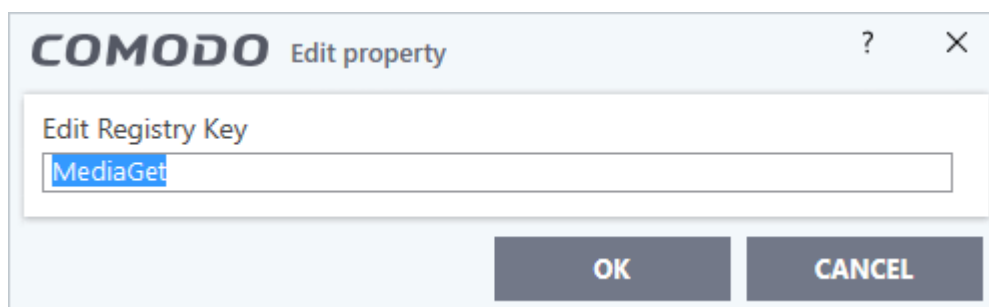 COMODO Edit property ? ×
Edit Registry Key
MediaGet
OK CANCEL